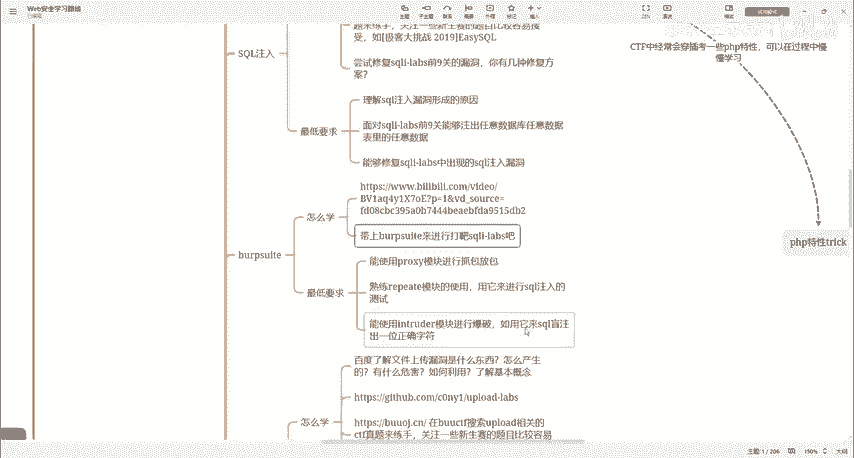 Web安全学习路线
主题
子主题
联系
概要
外框
标记
插入
CTF中经常会穿插考一些php特性，可以在过程中慢
慢学习
php特性trick
SQL注入
题来练手，关注一些新生赛的题目比较容易接
受，如[极客大挑战 2019]EasySQL
尝试修复sqli-labs前9关的漏洞，你有几种修复方
案？
最低要求
理解sql注入漏洞形成的原因
面对sqli-labs前9关能够注出任意数据库任意数据
表里的任意数据
能够修复sqli-labs中出现的sql注入漏洞
burpsuite
怎么学
https://www.bilibili.com/video/
BV1aq4y1X7oE?p=1&vd_source=
fd08cbc395a0b7444beaebfda9515db2
带上burpsuite来进行打靶sqli-labs吧
最低要求
能使用proxy模块进行抓包放包
熟练repeate模块的使用，用它来进行sql注入的
测试
能使用intruder模块进行爆破，如用它来sql盲注
出一位正确字符
怎么学
百度了解文件上传漏洞是什么东西？怎么产生
的？有什么危害？如何利用？了解基本概念
https://github.com/c0ny1/upload-labs
https://buuoj.cn/ 在buuctf搜索upload相关的
ctf真题来练手，关注一些新生赛的题目比较容易
主题: 1 / 206
150%
大纲